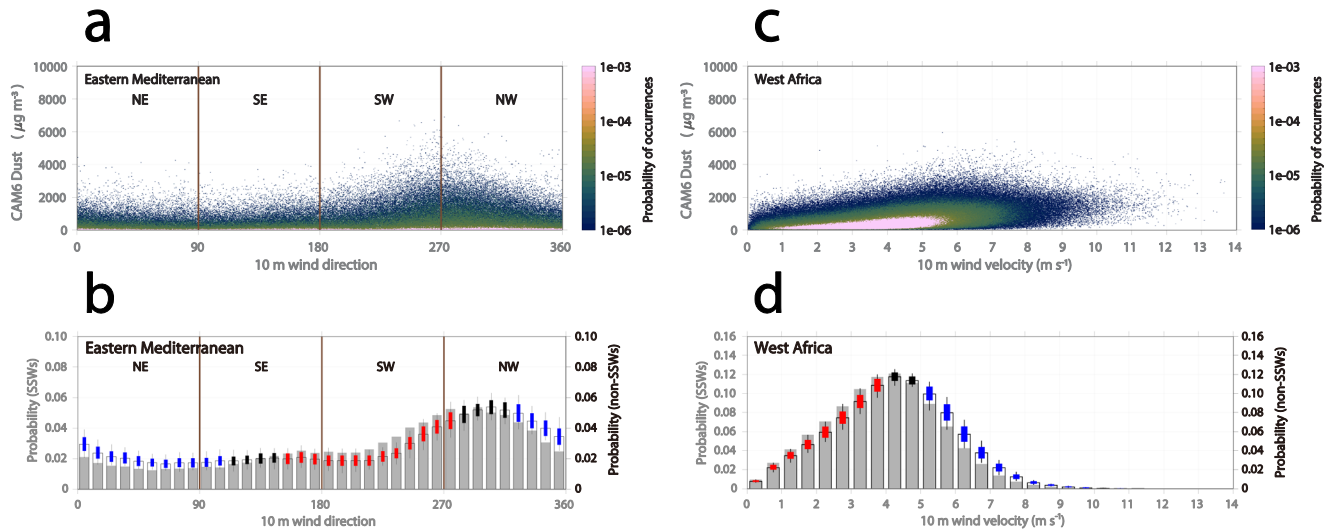 a
10000
8000
6000
4000
2000
0
CAM6 Dust ( μg m⁻³ )
Eastern Mediterranean
NE
SE
SW
NW
0
90
180
270
360
10 m wind direction
1e-03
1e-04
1e-05
1e-06
Probability of occurrences
c
10000
8000
6000
4000
2000
0
CAM6 Dust ( μg m⁻³ )
West Africa
0
1
2
3
4
5
6
7
8
9
10
11
12
13
14
10 m wind velocity (m s⁻¹)
1e-03
1e-04
1e-05
1e-06
Probability of occurrences
b
0.10
0.08
0.06
0.04
0.02
0
Probability (SSWs)
Eastern Mediterranean
NE
SE
SW
NW
0
90
180
270
360
10 m wind direction
0.10
0.08
0.06
0.04
0.02
0
Probability (non-SSWs)
d
0.16
0.14
0.12
0.10
0.08
0.06
0.04
0.02
0
Probability (SSWs)
West Africa
0
1
2
3
4
5
6
7
8
9
10
11
12
13
14
10 m wind velocity (m s⁻¹)
0.16
0.14
0.12
0.10
0.08
0.06
0.04
0.02
0
Probability (non-SSWs)